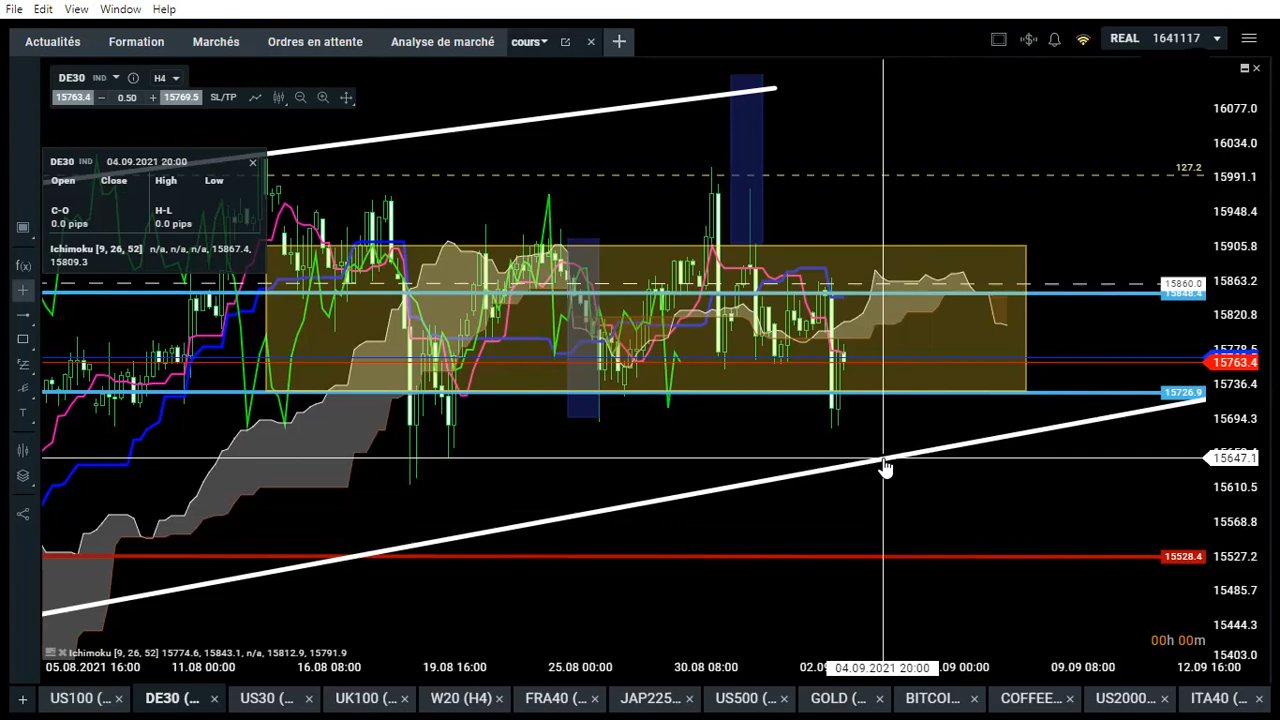 File Edit View Window Help
Actualités Formation Marchés Ordres en attente Analyse de marché cours REAL 1641117
DE30 IND H4
15763.4 0.50 15769.5 SL/TP
DE30 IND 04.09.2021 20:00
Open Close High Low
C-O H-L
0.0 pips 0.0 pips
Ichimoku [9, 26, 52] n/a, n/a, n/a, 15867.4,
15809.3
127.2
16077.0
16034.0
15991.1
15948.4
15905.8
15863.2
15860.0
15848.4
15820.8
15763.4
15736.4
15726.9
15694.3
15647.1
15610.5
15568.8
15528.4
15527.2
15485.7
15444.3
15403.0
00h 00m
Ichimoku [9, 26, 52] 15774.6, 15843.1, n/a, 15812.9, 15791.9
05.08.2021 16:00 11.08 00:00 16.08 08:00 19.08 16:00 25.08 00:00 30.08 08:00 04.09.2021 20:00 00:00 09.09 08:00 12.09 16:00
US100 (... DE30 (... US30 (... UK100 (... W20 (H4) FRA40 (... JAP225... US500 (... GOLD (... BITCOI... COFFEE... US2000... ITA40 (...